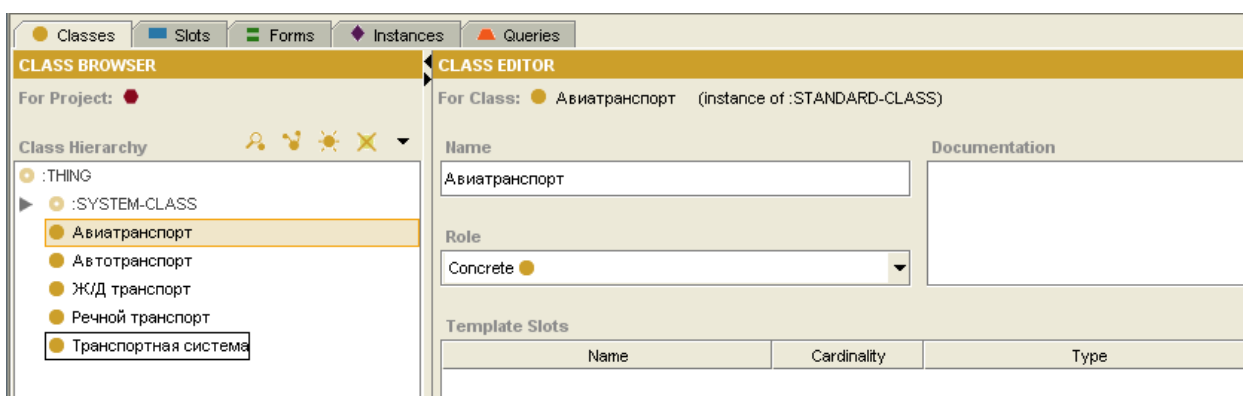 Classes Slots Forms Instances Queries
CLASS BROWSER
For Project:
Class Hierarchy
:THING
:SYSTEM-CLASS
Авиатранспорт
Автотранспорт
Ж/Д транспорт
Речной транспорт
Транспортная система
CLASS EDITOR
For Class: Авиатранспорт (instance of :STANDARD-CLASS)
Name
Авиатранспорт
Documentation
Role
Concrete
Template Slots
Name Cardinality Type